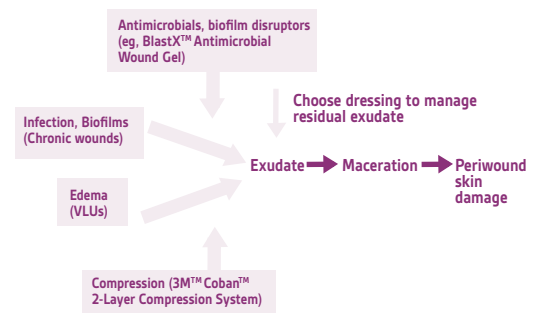 Antimicrobials, biofilm disruptors
(eg, BlastX™ Antimicrobial
Wound Gel)
Choose dressing to manage
residual exudate
Infection, Biofilms
(Chronic wounds)
Exudate
Maceration
Periwound
skin
damage
Edema
(VLUs)
Compression (3M™ Coban™
2-Layer Compression System)